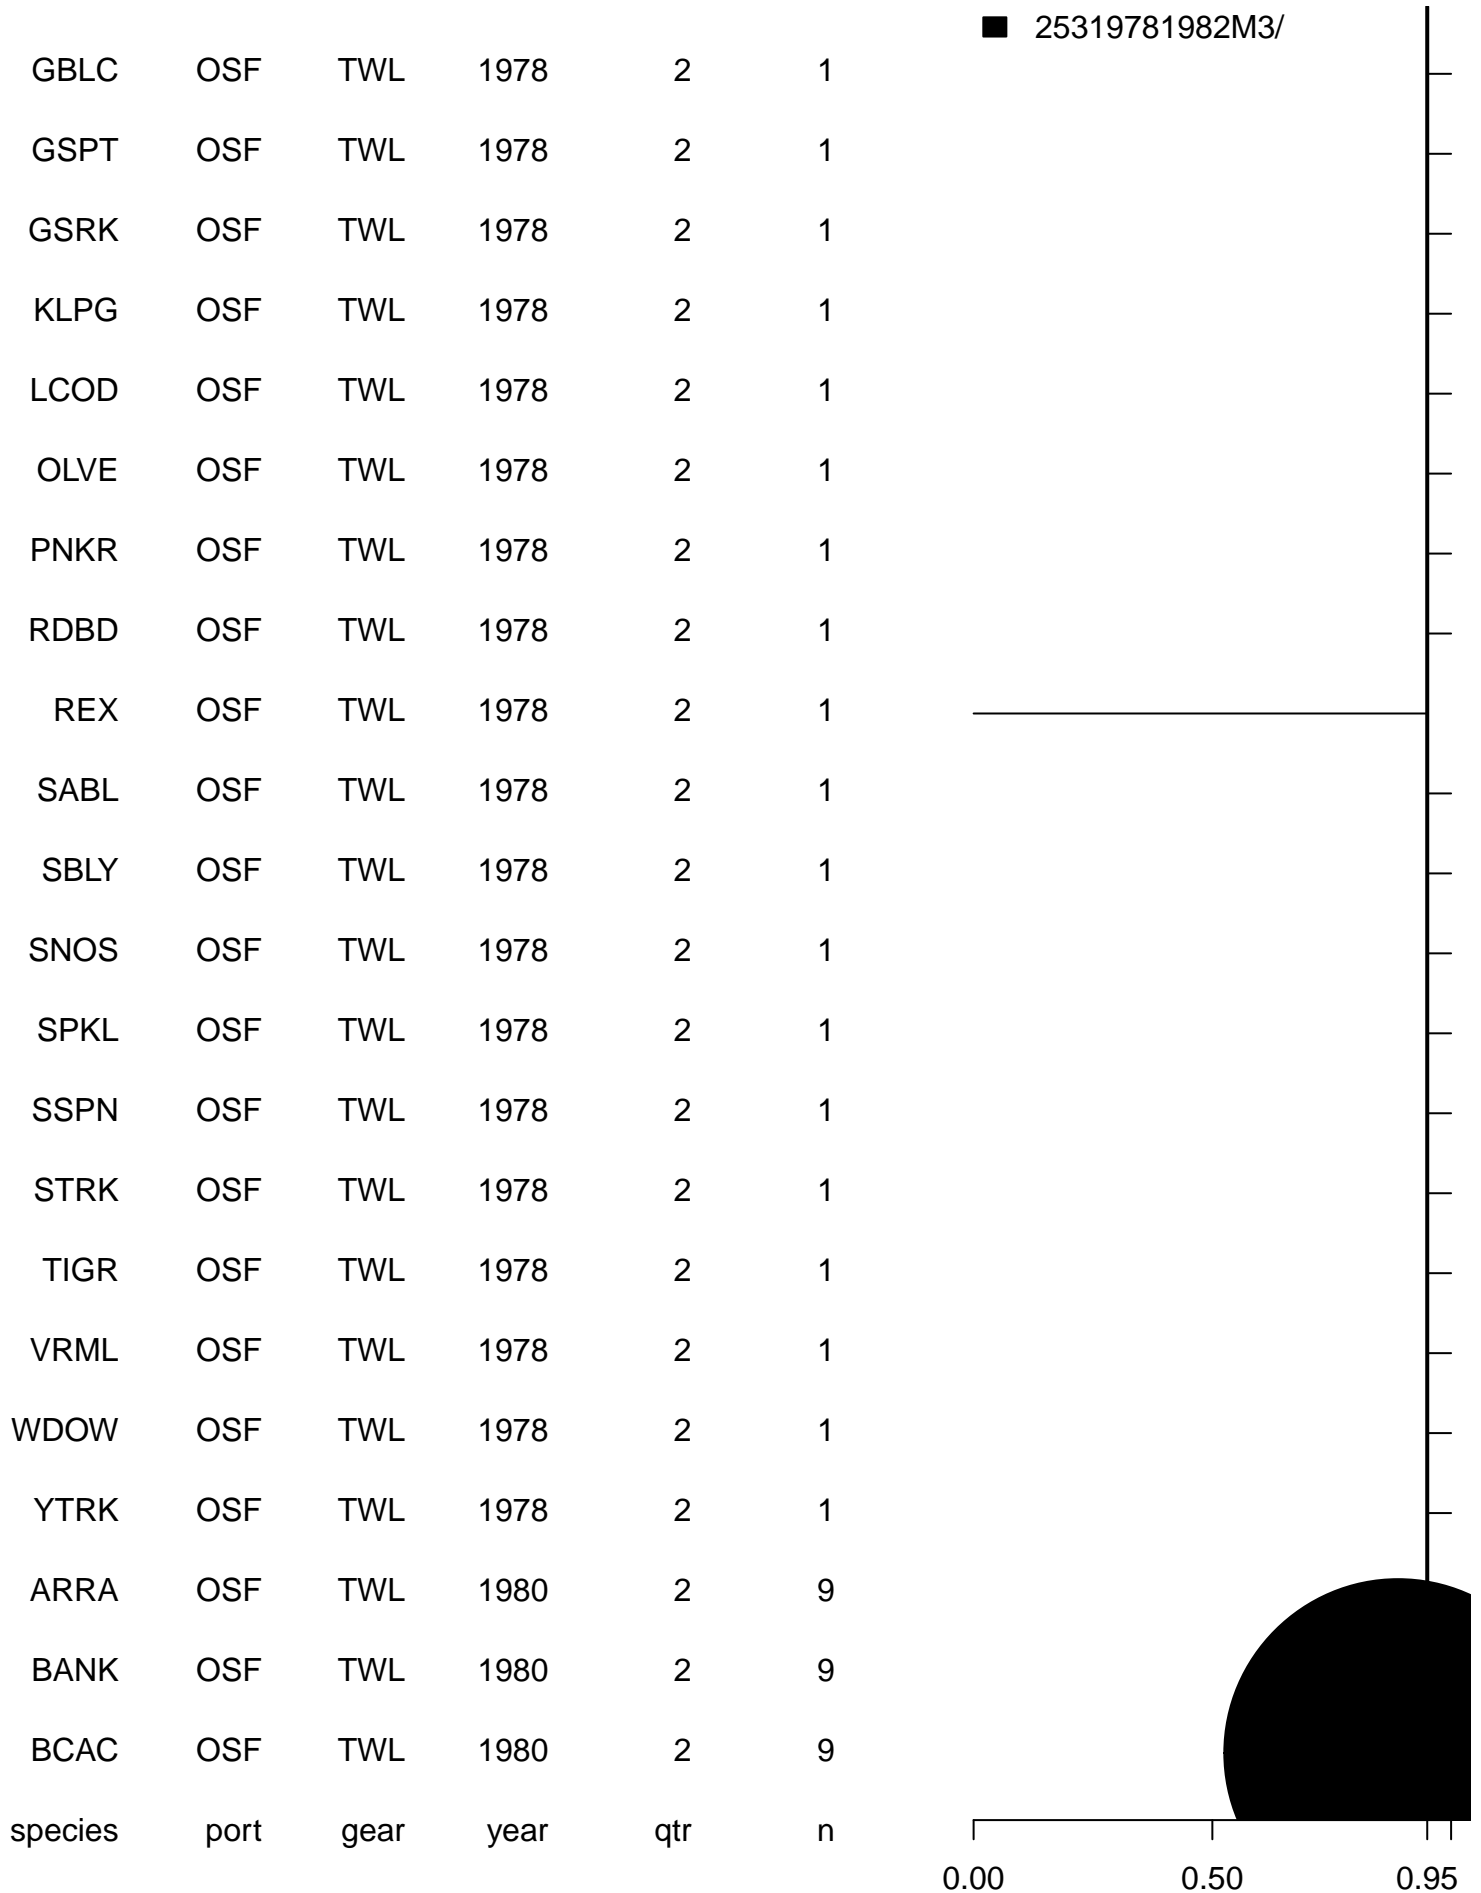 25319781982M3/
GBLC OSF TWL 1978 2 1
GSPT OSF TWL 1978 2 1
GSRK OSF TWL 1978 2 1
KLPG OSF TWL 1978 2 1
LCOD OSF TWL 1978 2 1
OLVE OSF TWL 1978 2 1
PNKR OSF TWL 1978 2 1
RDBD OSF TWL 1978 2 1
REX OSF TWL 1978 2 1
SABL OSF TWL 1978 2 1
SBLY OSF TWL 1978 2 1
SNOS OSF TWL 1978 2 1
SPKL OSF TWL 1978 2 1
SSPN OSF TWL 1978 2 1
STRK OSF TWL 1978 2 1
TIGR OSF TWL 1978 2 1
VRML OSF TWL 1978 2 1
WDOW OSF TWL 1978 2 1
YTRK OSF TWL 1978 2 1
ARRA OSF TWL 1980 2 9
BANK OSF TWL 1980 2 9
BCAC OSF TWL 1980 2 9
species port gear year qtr n
0.00 0.50 0.95